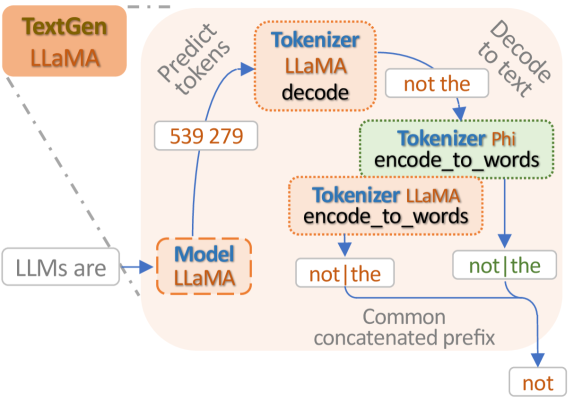 TextGen
LLaMA
Predict
tokens
Tokenizer
LLaMA
decode
Decode
to text
not the
539 279
Tokenizer Phi
encode_to_words
Tokenizer LLaMA
encode_to_words
LLMs are
Model
LLaMA
not|the
not|the
Common
concatenated prefix
not